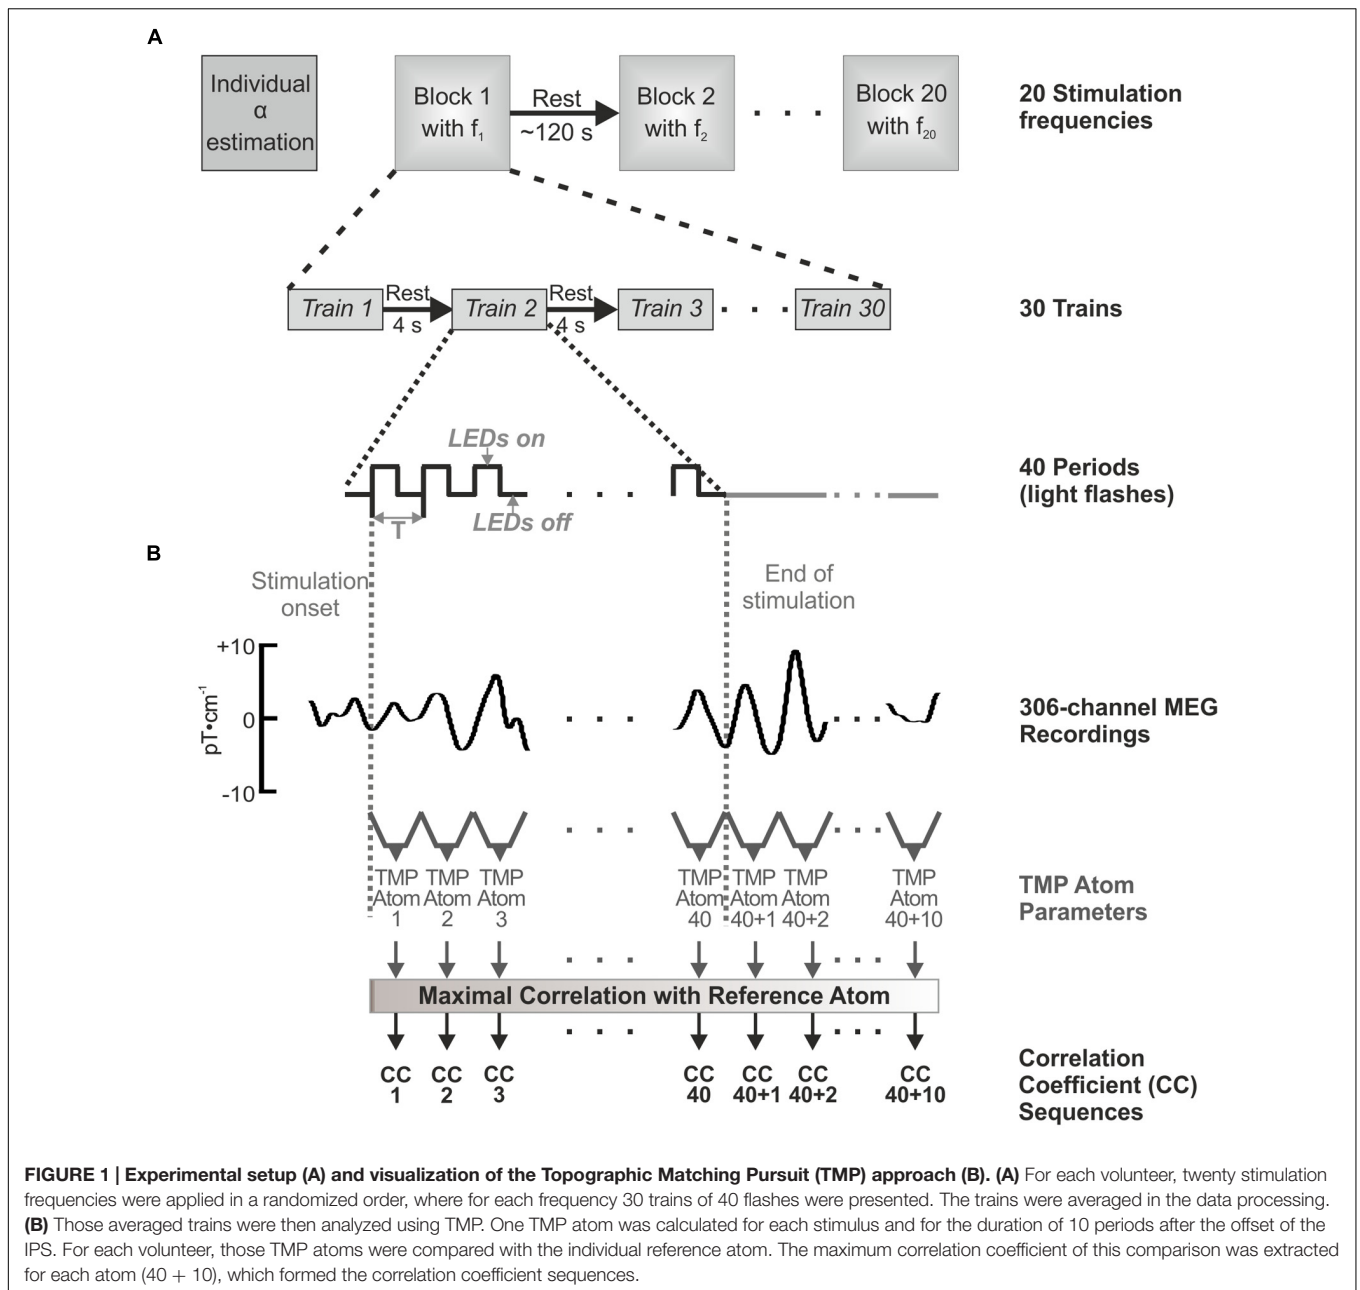 A
Individual
α
estimation
Block 1
with f1
Rest
~120 s
Block 2
with f2
Block 20
with f20
20 Stimulation
frequencies
Train 1
Rest
4 s
Train 2
Rest
4 s
Train 3
Train 30
30 Trains
LEDs on
LEDs off
T
40 Periods
(light flashes)
B
Stimulation
onset
End of
stimulation
+10
0
-10
pT•cm-1
306-channel MEG
Recordings
TMP
Atom
1
TMP
Atom
2
TMP
Atom
3
TMP
Atom
40
TMP
Atom
40+1
TMP
Atom
40+2
TMP
Atom
40+10
TMP Atom
Parameters
Maximal Correlation with Reference Atom
CC
1
CC
2
CC
3
CC
40
CC
40+1
CC
40+2
CC
40+10
Correlation
Coefficient (CC)
Sequences
FIGURE 1 | Experimental setup (A) and visualization of the Topographic Matching Pursuit (TMP) approach (B). (A) For each volunteer, twenty stimulation
frequencies were applied in a randomized order, where for each frequency 30 trains of 40 flashes were presented. The trains were averaged in the data processing.
(B) Those averaged trains were then analyzed using TMP. One TMP atom was calculated for each stimulus and for the duration of 10 periods after the offset of the
IPS. For each volunteer, those TMP atoms were compared with the individual reference atom. The maximum correlation coefficient of this comparison was extracted
for each atom (40 + 10), which formed the correlation coefficient sequences.